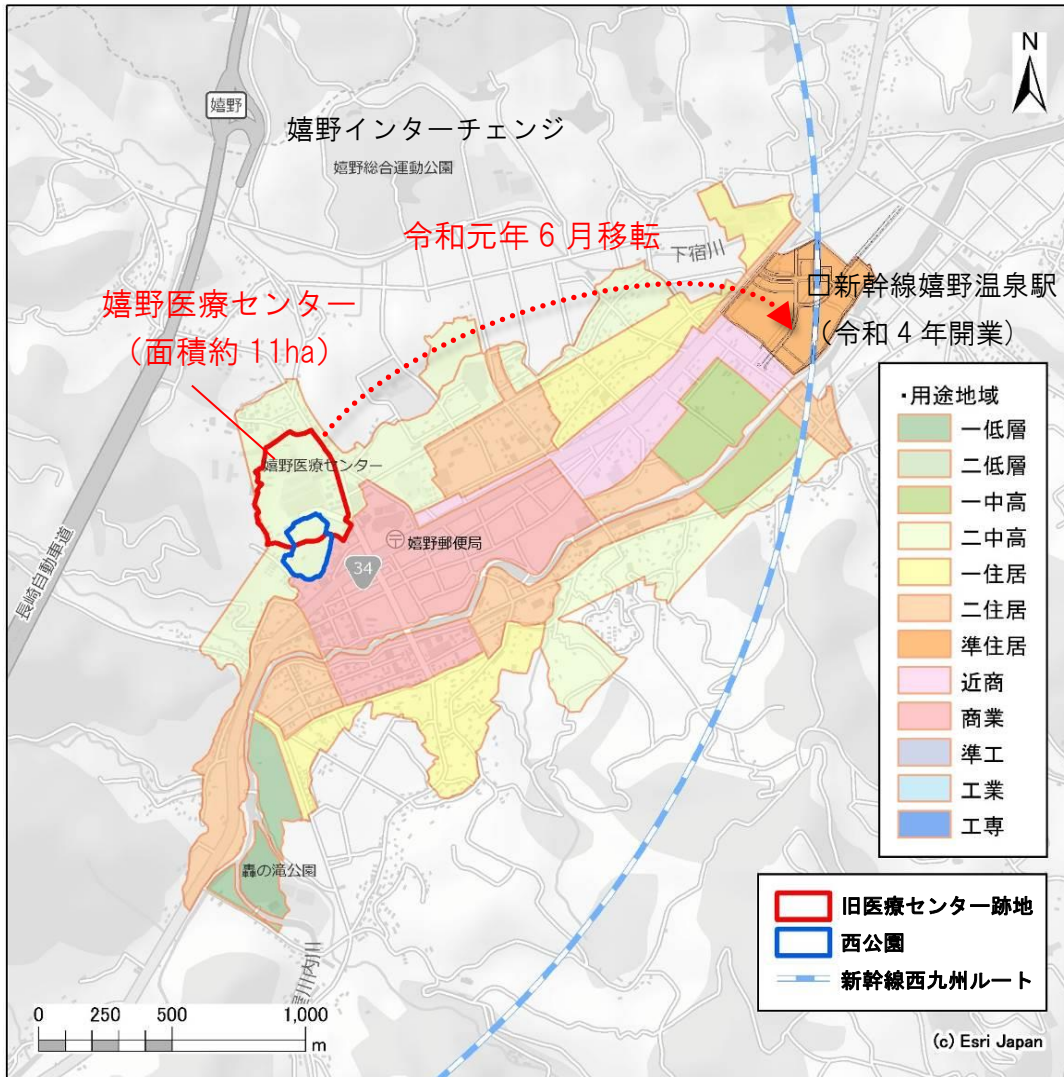 N
嬉野
嬉野インターチェンジ
嬉野総合運動公園
令和元年6月移転
下宿川
嬉野医療センター
(面積約11ha)
新幹線嬉野温泉駅
(令和4年開業)
・用途地域
一低層
二低層
一中高
二中高
一住居
二住居
準住居
近商
商業
準工
工業
工専
嬉野医療センター
嬉野郵便局
34
長崎自動車道
轟の滝公園
川内川
旧医療センター跡地
西公園
新幹線西九州ルート
0 250 500 1,000
m
(c) Esri Japan